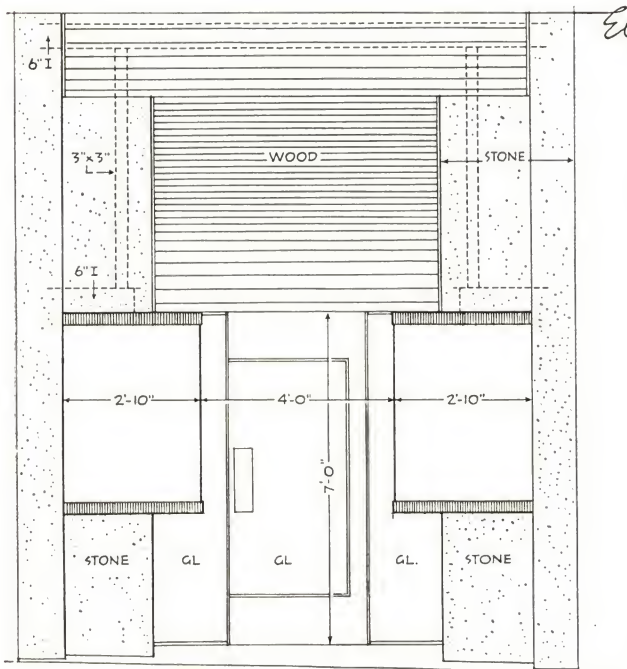 6" I
WOOD
STONE
3"x3"
L
6" I
2'-10"
4'-0"
2'-10"
7'-0"
STONE
GL
GL
GL.
STONE